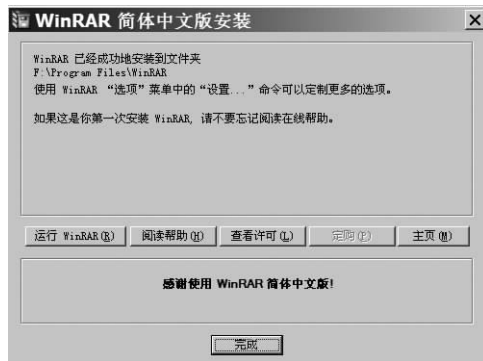 WinRAR 简体中文版安装
WinRAR 已经成功地安装到文件夹
F:\Program Files\WinRAR
使用 WinRAR “选项”菜单中的“设置...”命令可以定制更多的选项。
如果这是你第一次安装 WinRAR, 请不要忘记阅读在线帮助。
运行 WinRAR(R) 阅读帮助(H) 查看许可(L) 定购(P) 主页(M)
感谢使用 WinRAR 简体中文版!
完成